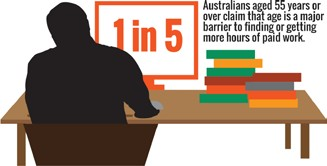 1 in 5
Australians aged 55 years or
over claim that age is a major
barrier to finding or getting
more hours of paid work.